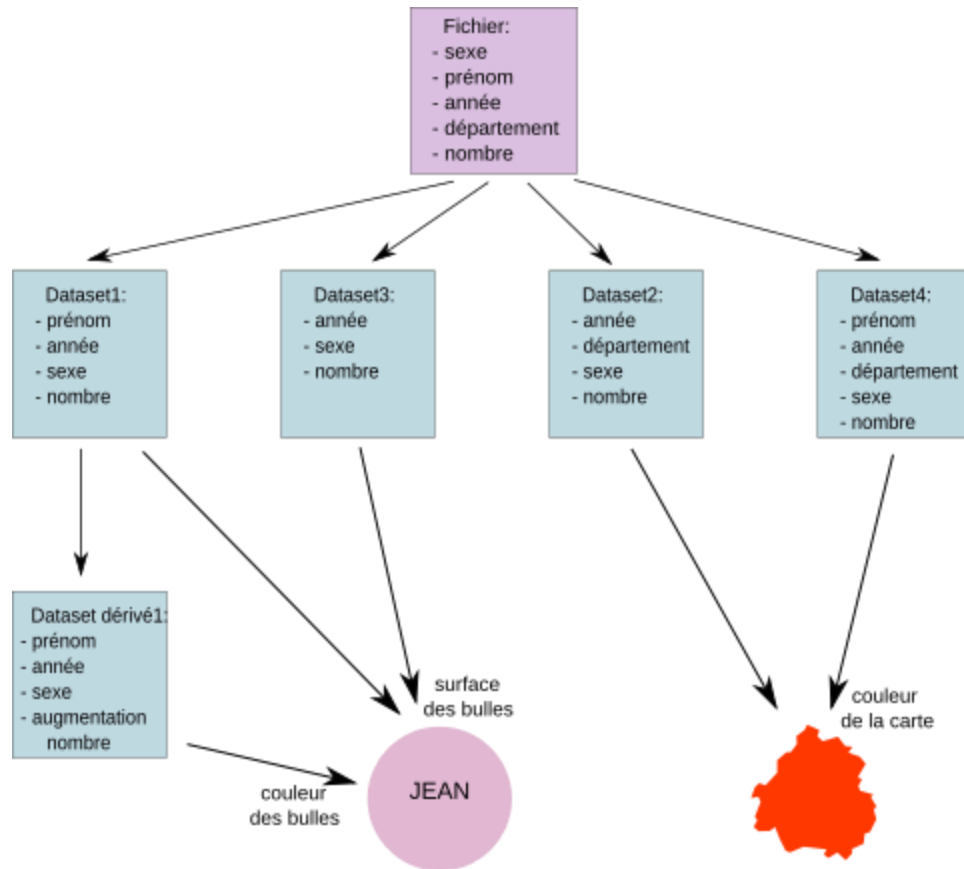 Fichier:
- sexe
- prénom
- année
- département
- nombre
Dataset1:
- prénom
- année
- sexe
- nombre
Dataset3:
- année
- sexe
- nombre
Dataset2:
- année
- département
- sexe
- nombre
Dataset4:
- prénom
- année
- département
- sexe
- nombre
Dataset dérivé1:
- prénom
- année
- sexe
- augmentation
nombre
couleur
des bulles
surface
des bulles
JEAN
couleur
de la carte